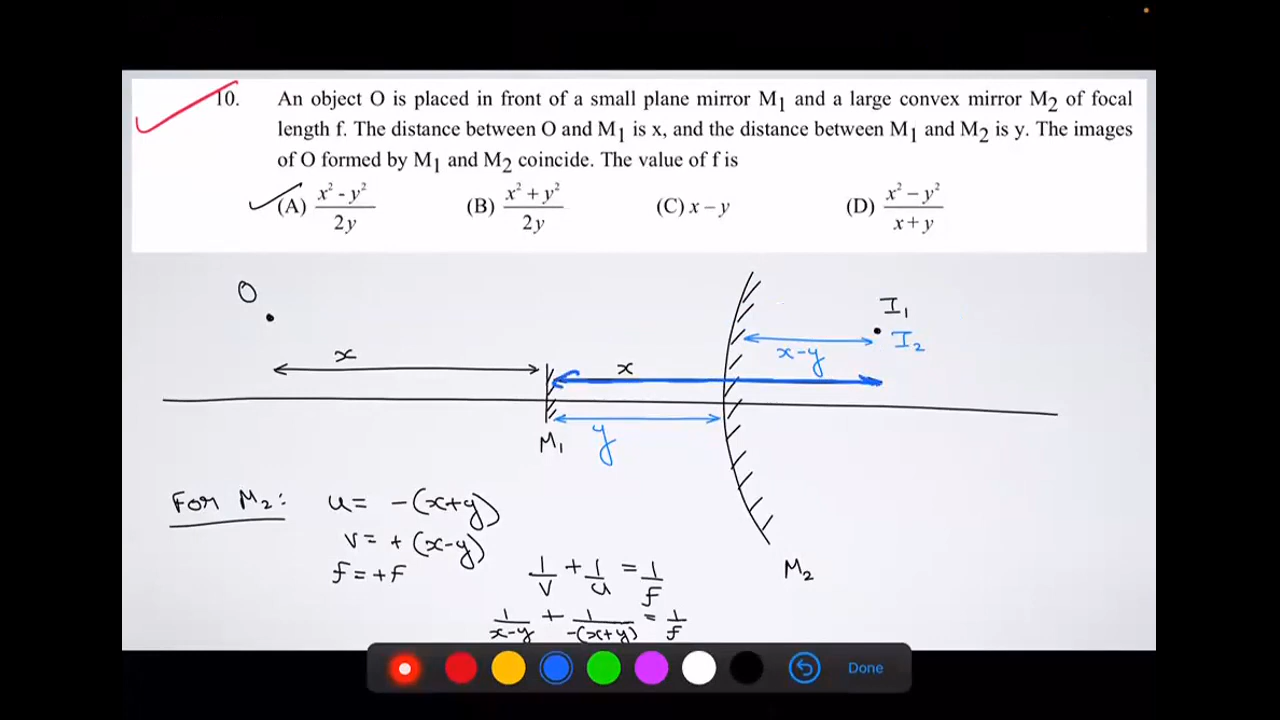 10. An object O is placed in front of a small plane mirror M₁ and a large convex mirror M₂ of focal
length f. The distance between O and M₁ is x, and the distance between M₁ and M₂ is y. The images
of O formed by M₁ and M₂ coincide. The value of f is
(A) (x² - y²)/2y (B) (x² + y²)/2y (C) x – y (D) (x² – y²)/(x + y)
O
I₁
I₂
x-y
x
x
y
M₁
For M₂: u = -(x+y)
v = +(x-y)
f = +f
1/v + 1/u = 1/f
M₂
1/(x-y) + 1/-(x+y) = 1/f
Done